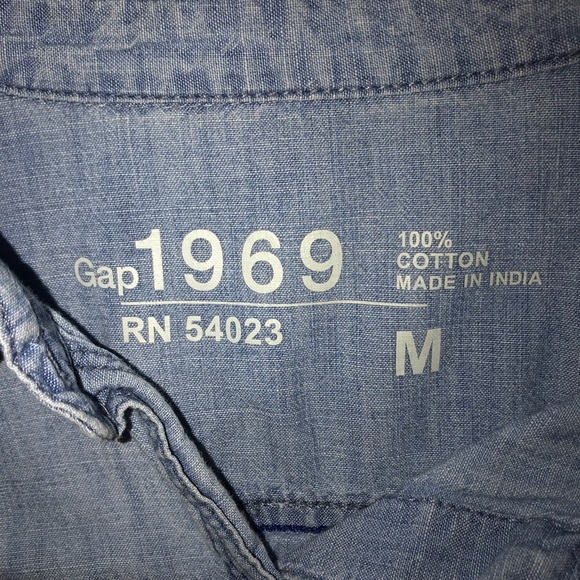 Gap 1969
RN 54023
100%
COTTON
MADE IN INDIA
M